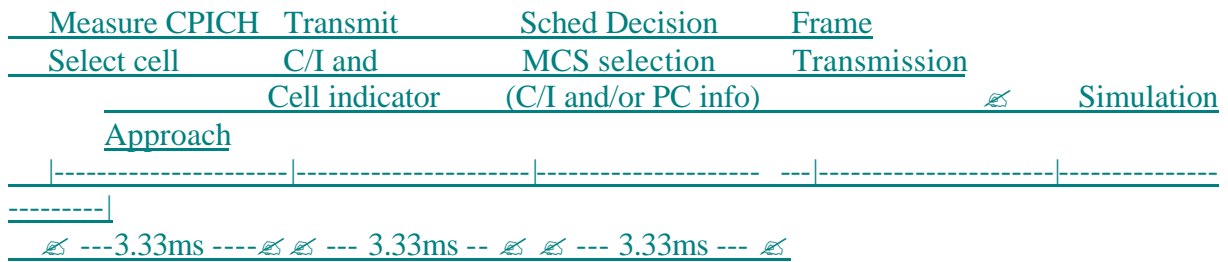 Measure CPICH Transmit Sched Decision Frame
Select cell C/I and MCS selection Transmission
Cell indicator (C/I and/or PC info) ✍ Simulation
Approach
|----------------------|----------------------|--------------------- ---|----------------------|---------------
---------|
✍ ---3.33ms ----✍ ✍ --- 3.33ms -- ✍ ✍ --- 3.33ms --- ✍